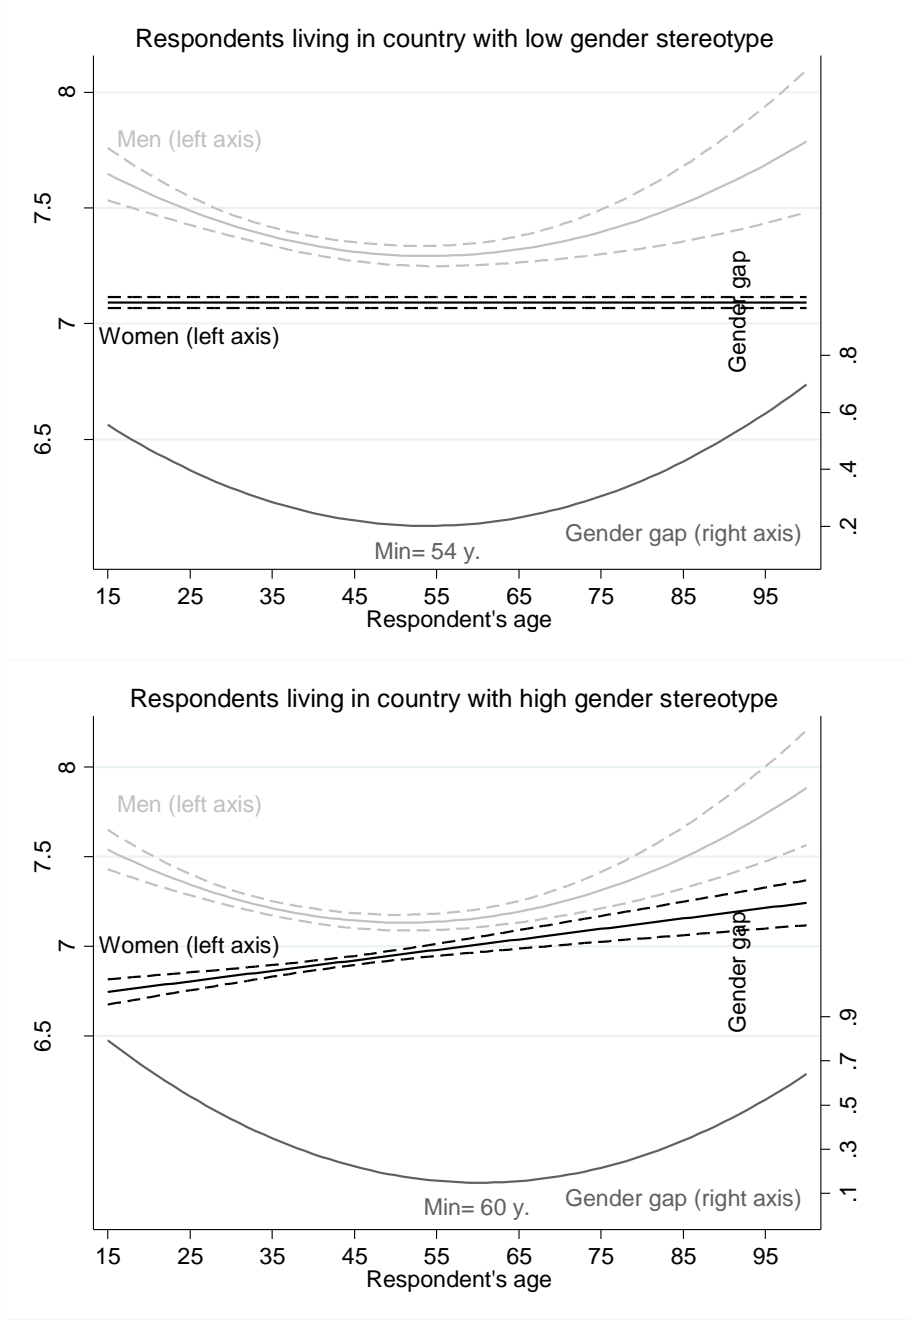 Respondents living in country with low gender stereotype
8
7.5
7
6.5
Men (left axis)
Women (left axis)
Gender gap
.8
.6
.4
.2
Gender gap (right axis)
Min= 54 y.
15 25 35 45 55 65 75 85 95
Respondent's age
Respondents living in country with high gender stereotype
8
7.5
7
6.5
Men (left axis)
Women (left axis)
Gender gap
.9
.7
.5
.3
.1
Gender gap (right axis)
Min= 60 y.
15 25 35 45 55 65 75 85 95
Respondent's age